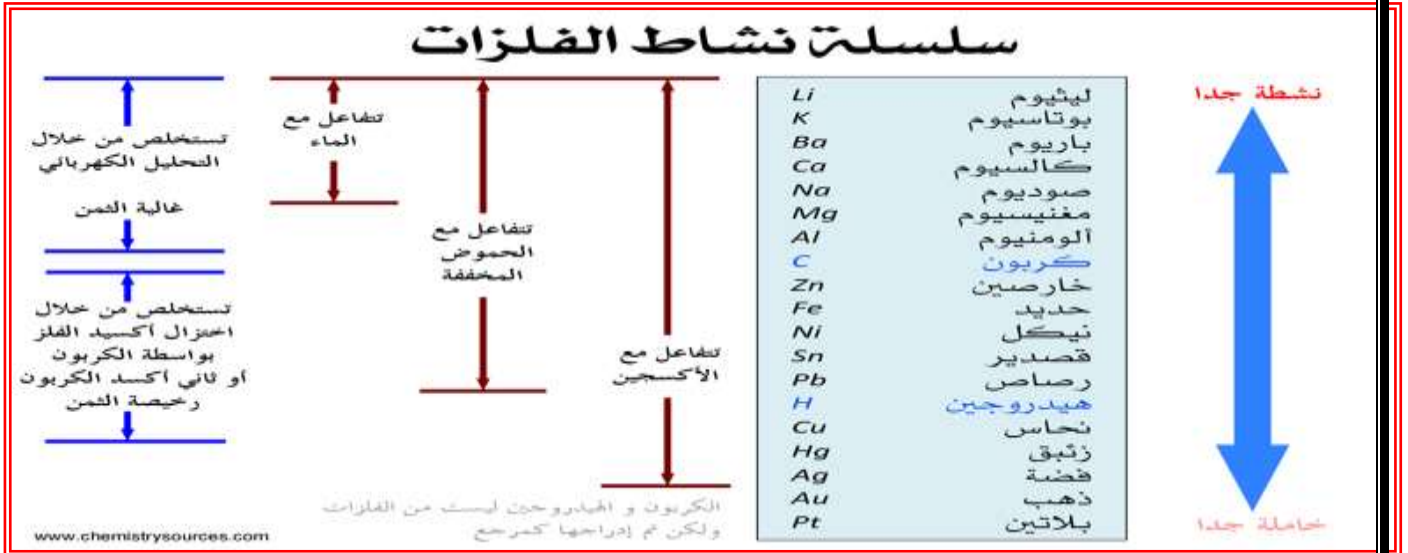 سلسلة نشاط الفلزات
نشطة جدا
خاملة جدا
ليثيوم Li
بوتاسيوم K
باريوم Ba
كالسيوم Ca
صوديوم Na
مغنيسيوم Mg
ألومنيوم Al
كربون C
خارصين Zn
حديد Fe
نيكل Ni
قصدير Sn
رصاص Pb
هيدروجين H
نحاس Cu
زئبق Hg
فضة Ag
ذهب Au
بلاتين Pt
تتفاعل مع
الأكسجين
تتفاعل مع
الحموض
المخففة
تتفاعل مع
الماء
تستخلص من خلال
التحليل الكهربائي
غالية الثمن
تستخلص من خلال
اختزال أكسيد الفلز
بواسطة الكربون
أو ثاني أكسد الكربون
رخيصة الثمن
الكربون و الهيدروجين ليست من الفلزات
ولكن تم إدراجها كمرجع
www.chemistrysources.com